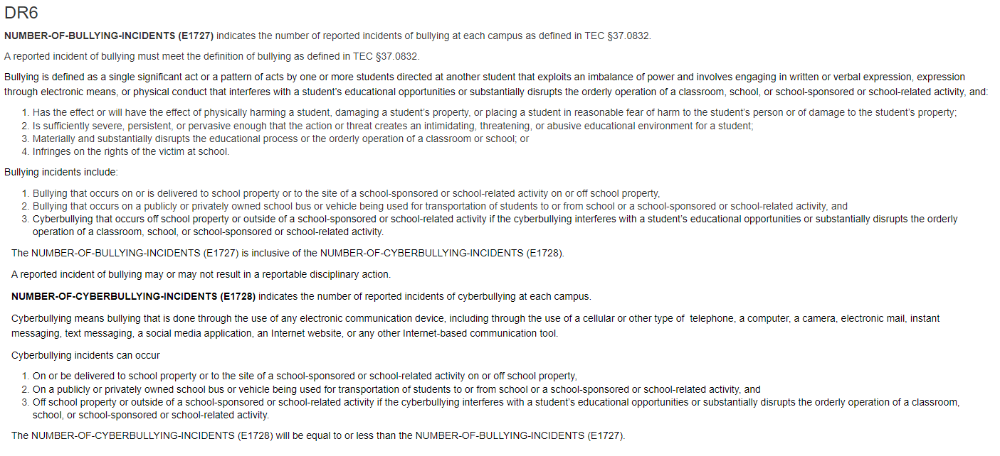 DR6
NUMBER-OF-BULLYING-INCIDENTS (E1727) indicates the number of reported incidents of bullying at each campus as defined in TEC §37.0832.
A reported incident of bullying must meet the definition of bullying as defined in TEC §37.0832.
Bullying is defined as a single significant act or a pattern of acts by one or more students directed at another student that exploits an imbalance of power and involves engaging in written or verbal expression, expression
through electronic means, or physical conduct that interferes with a student's educational opportunities or substantially disrupts the orderly operation of a classroom, school, or school-sponsored or school-related activity, and:
1. Has the effect or will have the effect of physically harming a student, damaging a student's property, or placing a student in reasonable fear of harm to the student's person or of damage to the student's property;
2. Is sufficiently severe, persistent, or pervasive enough that the action or threat creates an intimidating, threatening, or abusive educational environment for a student;
3. Materially and substantially disrupts the educational process or the orderly operation of a classroom or school; or
4. Infringes on the rights of the victim at school.
Bullying incidents include:
1. Bullying that occurs on or is delivered to school property or to the site of a school-sponsored or school-related activity on or off school property,
2. Bullying that occurs on a publicly or privately owned school bus or vehicle being used for transportation of students to or from school or a school-sponsored or school-related activity, and
3. Cyberbullying that occurs off school property or outside of a school-sponsored or school-related activity if the cyberbullying interferes with a student's educational opportunities or substantially disrupts the orderly
operation of a classroom, school, or school-sponsored or school-related activity.
The NUMBER-OF-BULLYING-INCIDENTS (E1727) is inclusive of the NUMBER-OF-CYBERBULLYING-INCIDENTS (E1728).
A reported incident of bullying may or may not result in a reportable disciplinary action.
NUMBER-OF-CYBERBULLYING-INCIDENTS (E1728) indicates the number of reported incidents of cyberbullying at each campus.
Cyberbullying means bullying that is done through the use of any electronic communication device, including through the use of a cellular or other type of telephone, a computer, a camera, electronic mail, instant
messaging, text messaging, a social media application, an Internet website, or any other Internet-based communication tool.
Cyberbullying incidents can occur
1. On or be delivered to school property or to the site of a school-sponsored or school-related activity on or off school property,
2. On a publicly or privately owned school bus or vehicle being used for transportation of students to or from school or a school-sponsored or school-related activity, and
3. Off school property or outside of a school-sponsored or school-related activity if the cyberbullying interferes with a student's educational opportunities or substantially disrupts the orderly operation of a classroom,
school, or school-sponsored or school-related activity.
The NUMBER-OF-CYBERBULLYING-INCIDENTS (E1728) will be equal to or less than the NUMBER-OF-BULLYING-INCIDENTS (E1727).